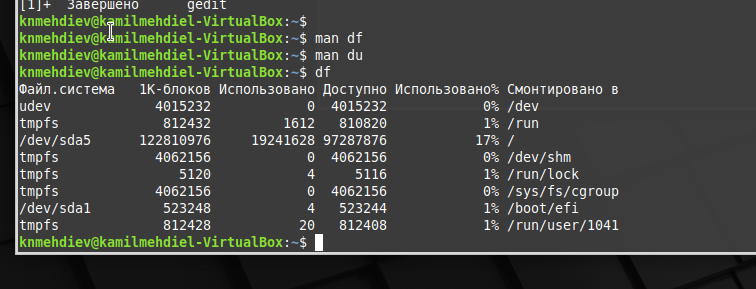 [1]+  Завершено      gedit
knmehdiev@kamilmehdiel-VirtualBox:~$
knmehdiev@kamilmehdiel-VirtualBox:~$ man df
knmehdiev@kamilmehdiel-VirtualBox:~$ man du
knmehdiev@kamilmehdiel-VirtualBox:~$ df
Файл.система   1K-блоков Использовано Доступно Использовано% Cмонтировано в
udev             4015232            0  4015232            0% /dev
tmpfs             812432         1612   810820            1% /run
/dev/sda5      122810976     19241628 97287876           17% /
tmpfs            4062156            0  4062156            0% /dev/shm
tmpfs               5120            4     5116            1% /run/lock
tmpfs            4062156            0  4062156            0% /sys/fs/cgroup
/dev/sda1         523248            4   523244            1% /boot/efi
tmpfs             812428           20   812408            1% /run/user/1041
knmehdiev@kamilmehdiel-VirtualBox:~$